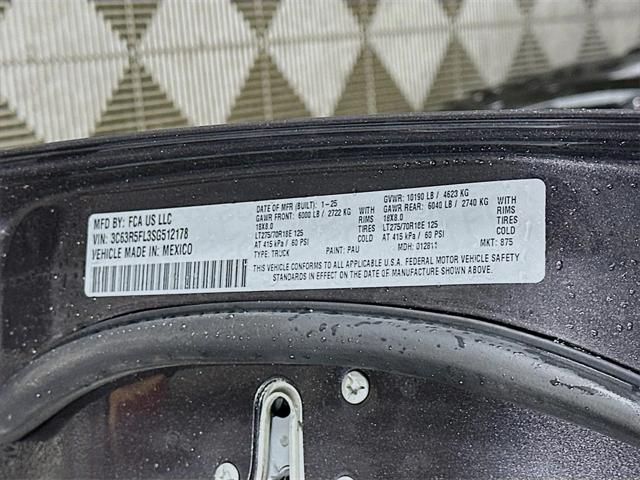 MFD BY: FCA US LLC
VIN: 3C63R5FL3SG512178
VEHICLE MADE IN: MEXICO
DATE OF MFR (BUILT): 1-25
GAWR FRONT: 6000 LB / 2722 KG WITH
18X8.0 RIMS
LT275/70R18E 125 TIRES
AT 415 kPa / 60 PSI COLD
TYPE: TRUCK PAINT: PAU
GVWR: 10190 LB / 4623 KG
GAWR REAR: 6040 LB / 2740 KG WITH
18X8.0 RIMS
LT275/70R18E 125 TIRES
AT 415 kPa / 60 PSI COLD
MDH: 012811 MKT: 875
THIS VEHICLE CONFORMS TO ALL APPLICABLE U.S.A. FEDERAL MOTOR VEHICLE SAFETY
STANDARDS IN EFFECT ON THE DATE OF MANUFACTURE SHOWN ABOVE